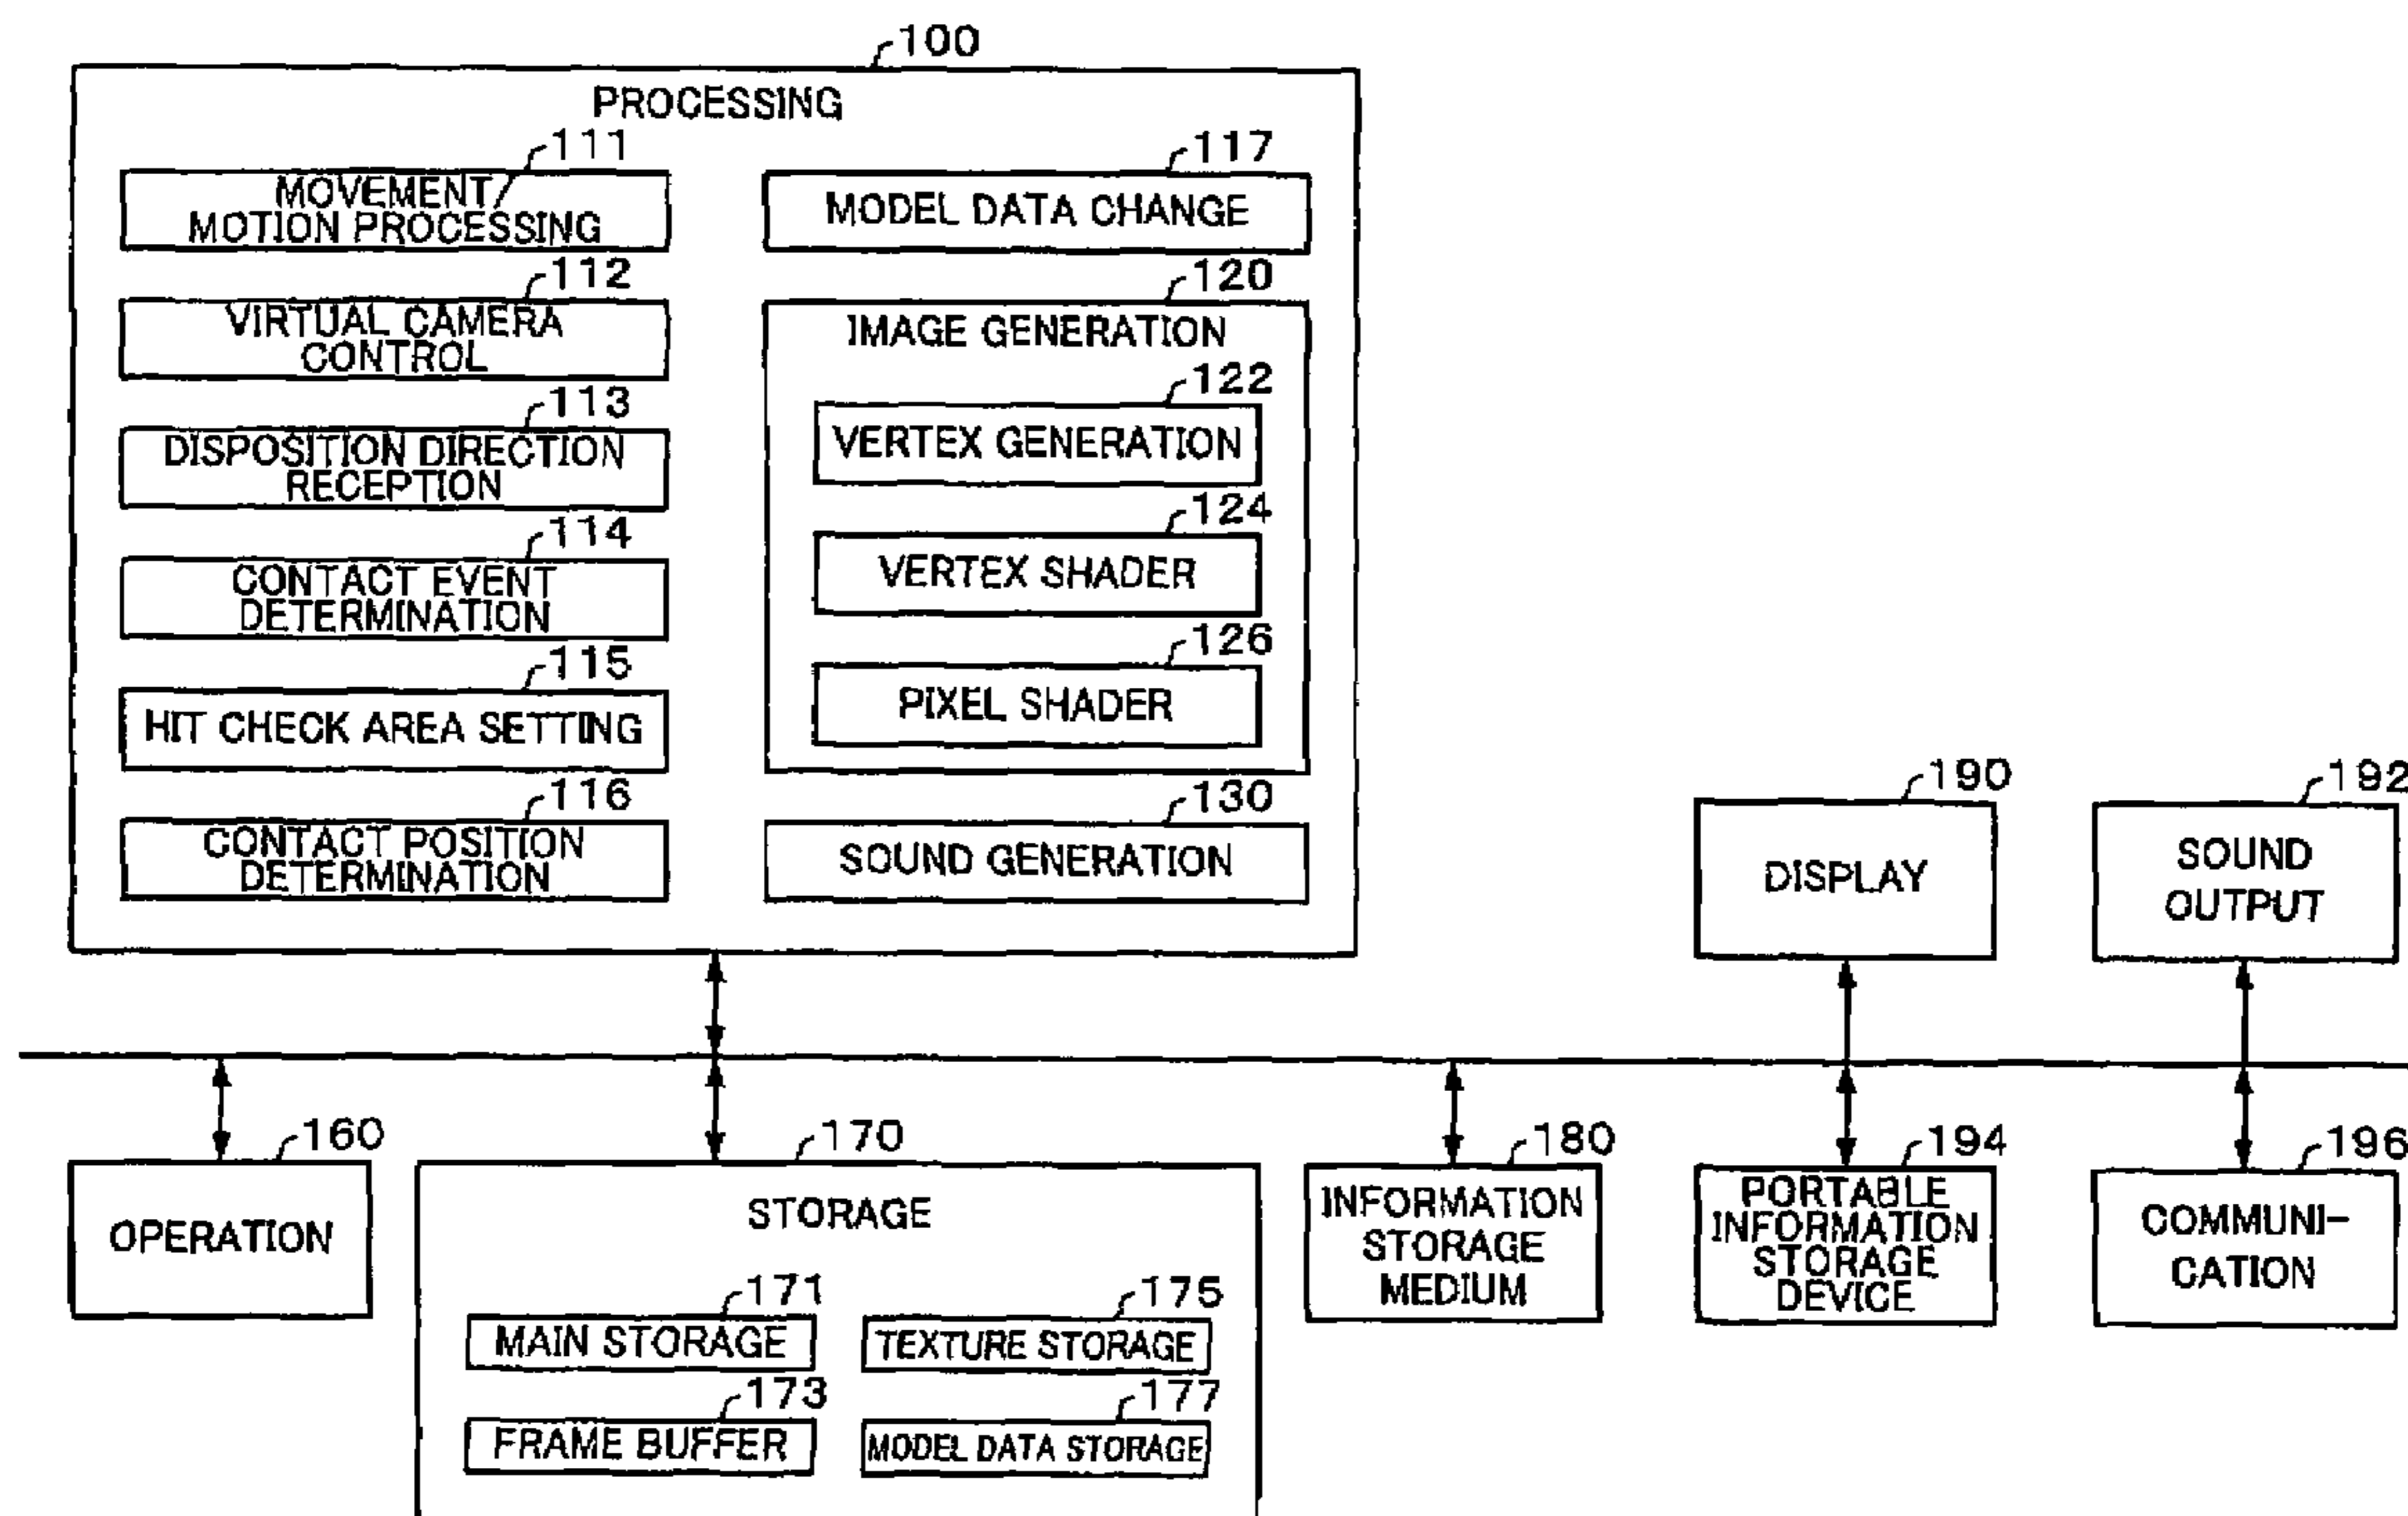 100
PROCESSING
111
MOVEMENT/
MOTION PROCESSING
112
VIRTUAL CAMERA
CONTROL
113
DISPOSITION DIRECTION
RECEPTION
114
CONTACT EVENT
DETERMINATION
115
HIT CHECK AREA SETTING
116
CONTACT POSITION
DETERMINATION
117
MODEL DATA CHANGE
120
IMAGE GENERATION
122
VERTEX GENERATION
124
VERTEX SHADER
126
PIXEL SHADER
130
SOUND GENERATION
190
DISPLAY
192
SOUND
OUTPUT
160
OPERATION
170
STORAGE
171
MAIN STORAGE
173
FRAME BUFFER
175
TEXTURE STORAGE
177
MODEL DATA STORAGE
180
INFORMATION
STORAGE
MEDIUM
194
PORTABLE
INFORMATION
STORAGE
DEVICE
196
COMMUNI-
CATION